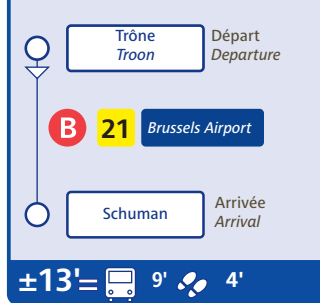 Trône Départ
Troon Departure
B 21 Brussels Airport
Schuman Arrivée
Arrival
±13'= 9' 4'